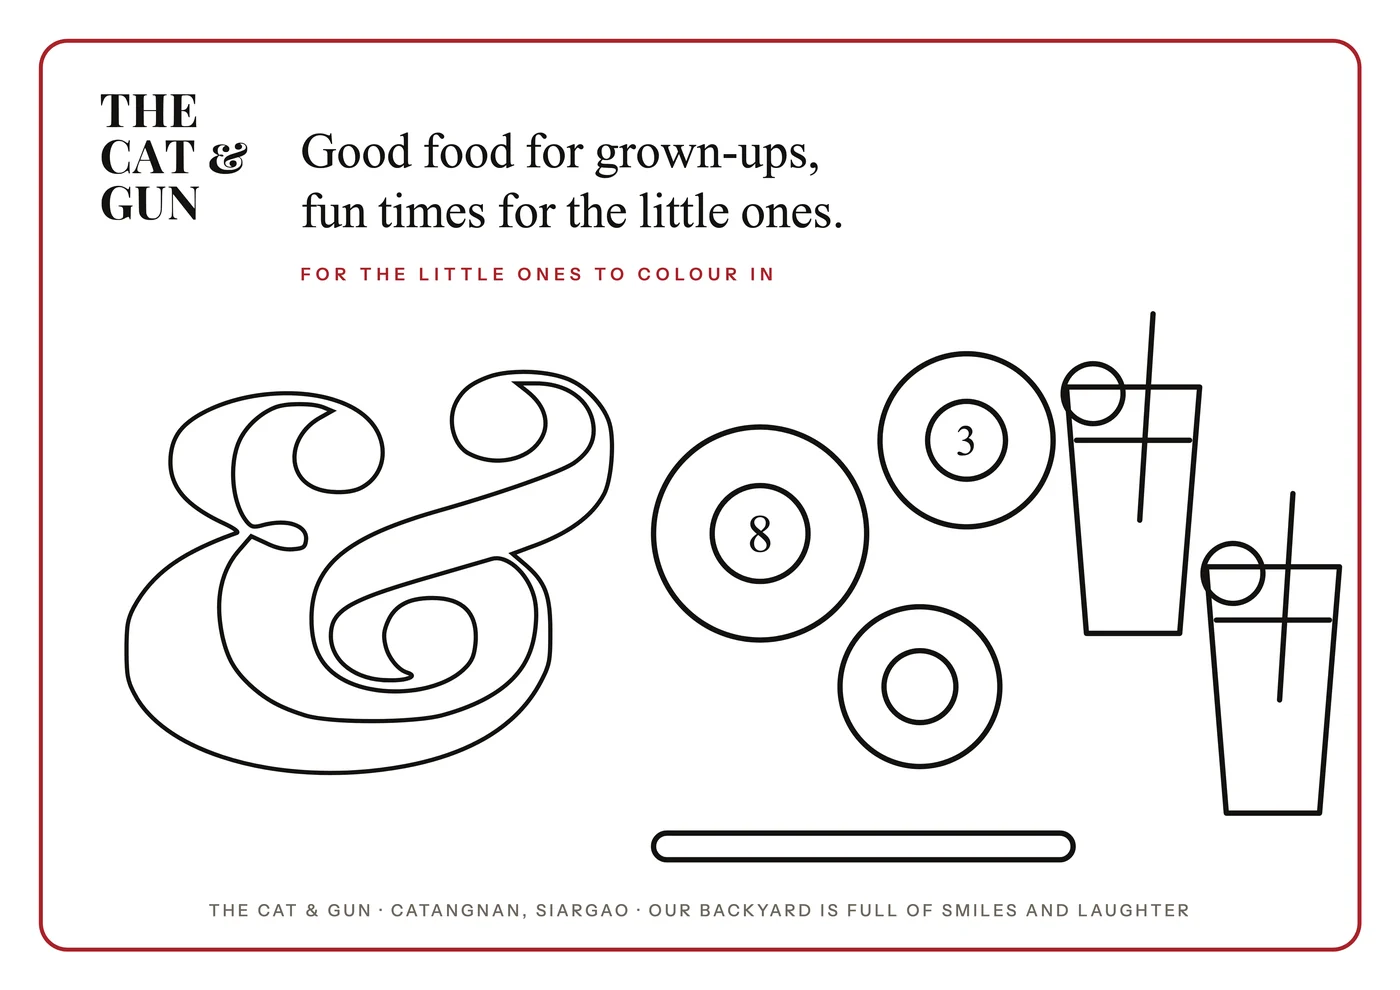 THE
CAT &
GUN
Good food for grown-ups,
fun times for the little ones.
FOR THE LITTLE ONES TO COLOUR IN
&
8
3
THE CAT & GUN · CATANGNAN, SIARGAO · OUR BACKYARD IS FULL OF SMILES AND LAUGHTER